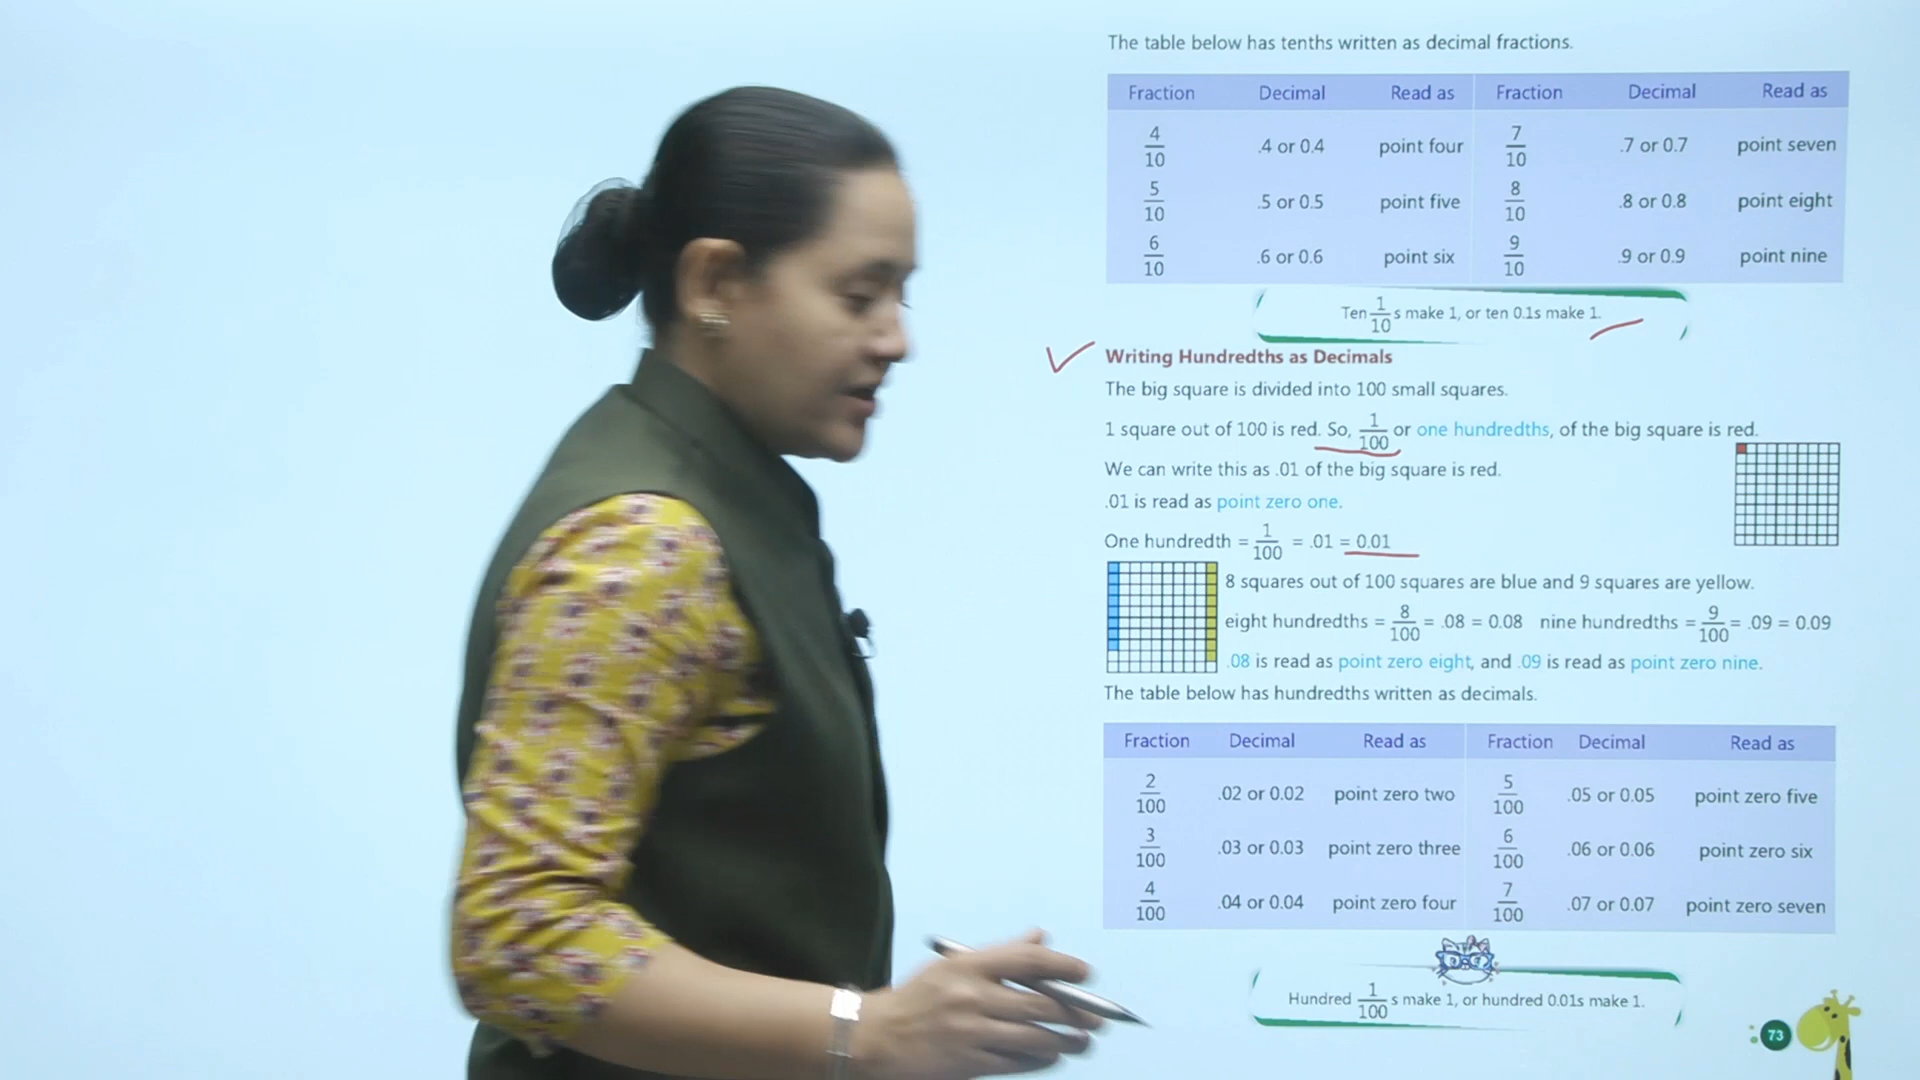 The table below has tenths written as decimal fractions.
Fraction Decimal Read as Fraction Decimal Read as
4/10 .4 or 0.4 point four 7/10 .7 or 0.7 point seven
5/10 .5 or 0.5 point five 8/10 .8 or 0.8 point eight
6/10 .6 or 0.6 point six 9/10 .9 or 0.9 point nine
Ten 1/10 s make 1, or ten 0.1s make 1.
Writing Hundredths as Decimals
The big square is divided into 100 small squares.
1 square out of 100 is red. So, 1/100 or one hundredths, of the big square is red.
We can write this as .01 of the big square is red.
.01 is read as point zero one.
One hundredth = 1/100 = .01 = 0.01
8 squares out of 100 squares are blue and 9 squares are yellow.
eight hundredths = 8/100 = .08 = 0.08 nine hundredths = 9/100 = .09 = 0.09
.08 is read as point zero eight, and .09 is read as point zero nine.
The table below has hundredths written as decimals.
Fraction Decimal Read as Fraction Decimal Read as
2/100 .02 or 0.02 point zero two 5/100 .05 or 0.05 point zero five
3/100 .03 or 0.03 point zero three 6/100 .06 or 0.06 point zero six
4/100 .04 or 0.04 point zero four 7/100 .07 or 0.07 point zero seven
Hundred 1/100 s make 1, or hundred 0.01s make 1.
73